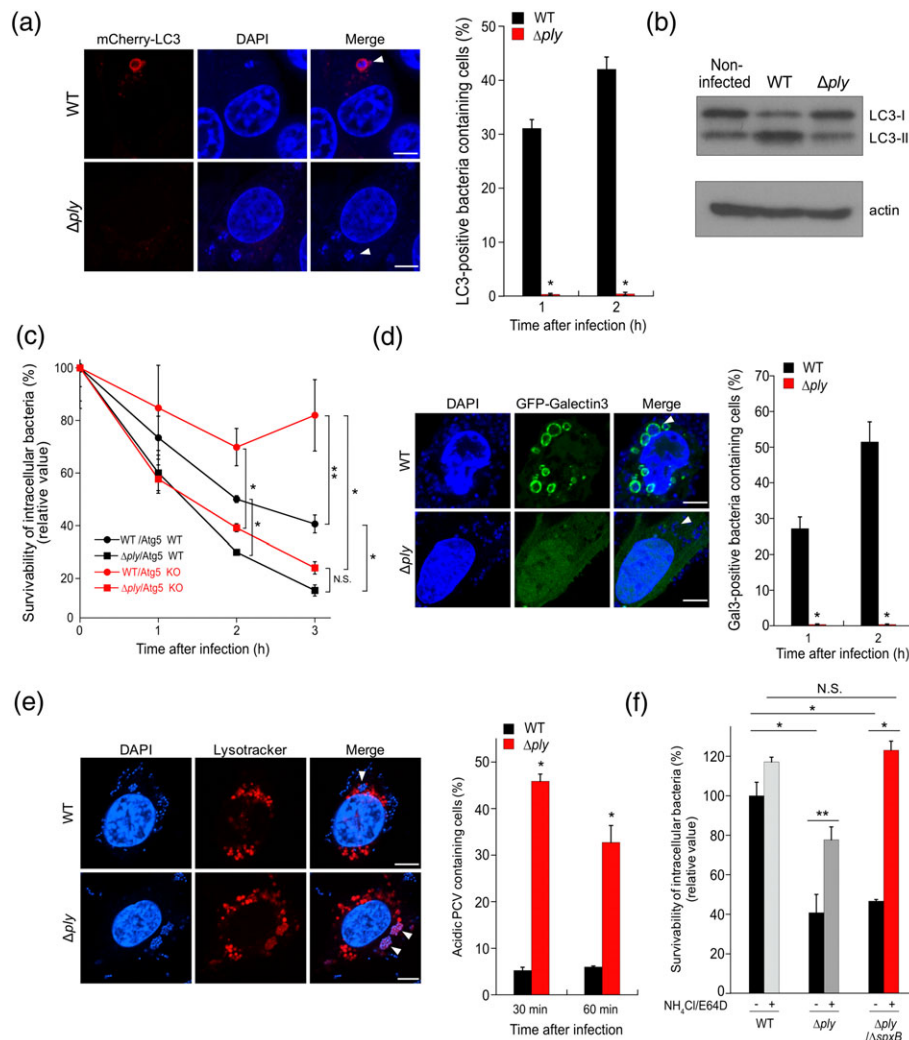 (a)
mCherry-LC3 DAPI Merge
WT
Δply
WT
Δply
LC3-positive bacteria containing cells (%)
50
40
30
20
10
0
1 2
* *
Time after infection (h)
(b)
Non-
infected WT Δply
LC3-I
LC3-II
actin
(c)
Survivability of intracellular bacteria (%)
(relative value)
100
80
60
40
20
0
0 1 2 3
Time after infection (h)
WT /Atg5 WT
Δply/Atg5 WT
WT/Atg5 KO
Δply/Atg5 KO
*
*
**
*
*
N.S.
(d)
DAPI GFP-Galectin3 Merge
WT
Δply
WT
Δply
Gal3-positive bacteria containing cells (%)
70
60
50
40
30
20
10
0
1 2
* *
Time after infection (h)
(e)
DAPI Lysotracker Merge
WT
Δply
WT
Δply
Acidic PCV containing cells (%)
50
40
30
20
10
0
* *
30 min 60 min
Time after infection
(f)
N.S.
*
* *
**
Survivability of intracellular bacteria (%)
(relative value)
120
100
80
60
40
20
0
NH₄Cl/E64D - + - + - +
WT Δply Δply
/ΔspxB